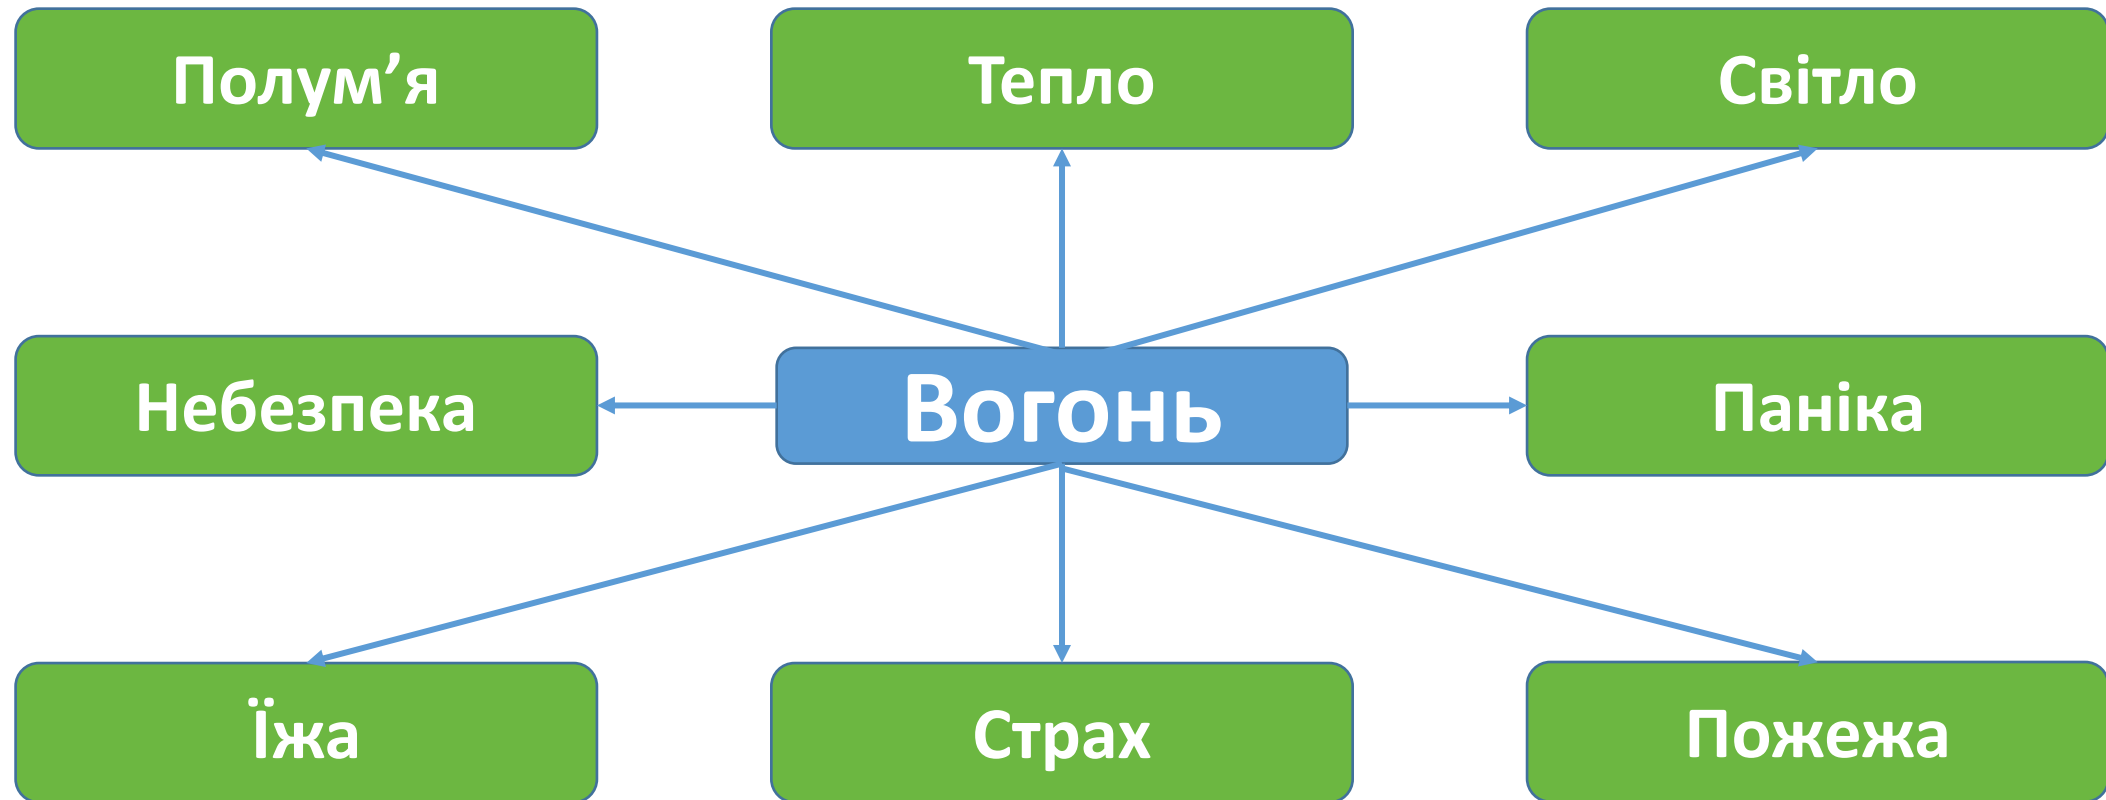 Полум’я
Тепло
Світло
Небезпека
Вогонь
Паніка
Їжа
Страх
Пожежа